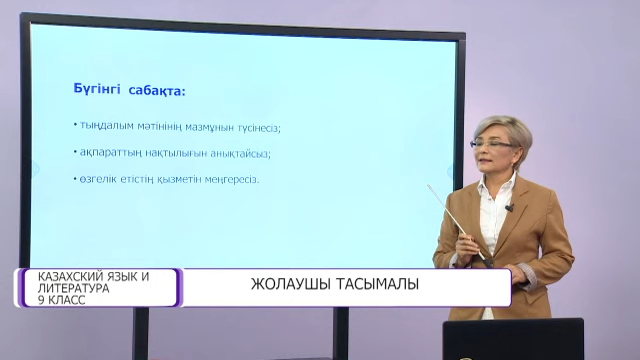 Бүгінгі сабақта:
• тыңдалым мәтінінің мазмұнын түсінесіз;
• ақпараттың нақтылығын анықтайсыз;
• өзгелік етістің қызметін меңгересіз.
КАЗАХСКИЙ ЯЗЫК И
ЛИТЕРАТУРА
9 КЛАСС
ЖОЛАУШЫ ТАСЫМАЛЫ